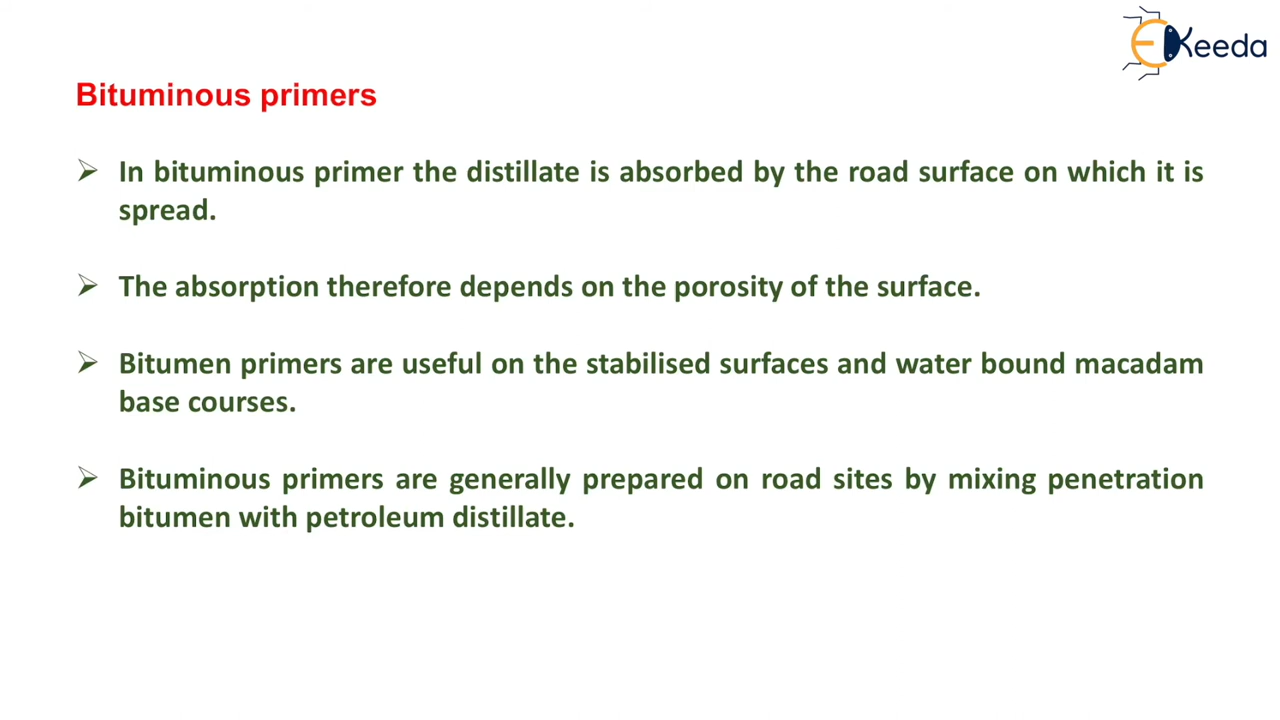 EKeeda
Bituminous primers
➢ In bituminous primer the distillate is absorbed by the road surface on which it is
spread.
➢ The absorption therefore depends on the porosity of the surface.
➢ Bitumen primers are useful on the stabilised surfaces and water bound macadam
base courses.
➢ Bituminous primers are generally prepared on road sites by mixing penetration
bitumen with petroleum distillate.